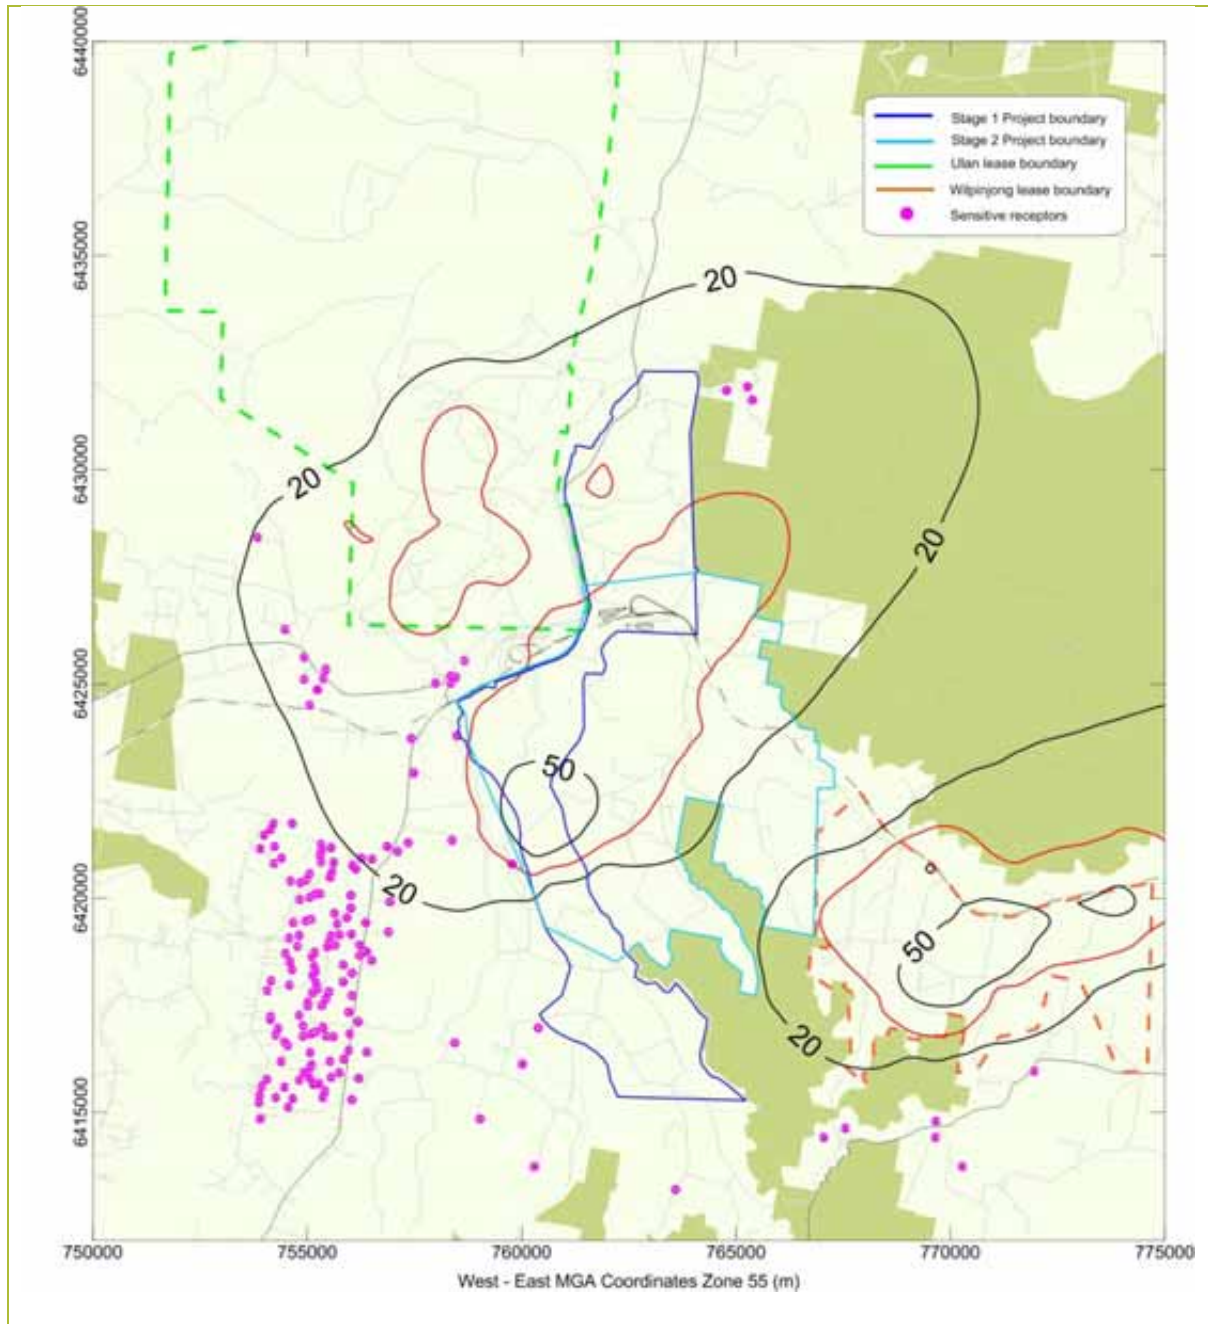 6440000
Stage 1 Project boundary
Stage 2 Project boundary
Ulan lease boundary
Wilpinjong lease boundary
Sensitive receptors
6435000
20
6430000
20
20
6425000
50
6420000
20
50
20
6415000
750000 755000 760000 765000 770000 775000
West - East MGA Coordinates Zone 55 (m)